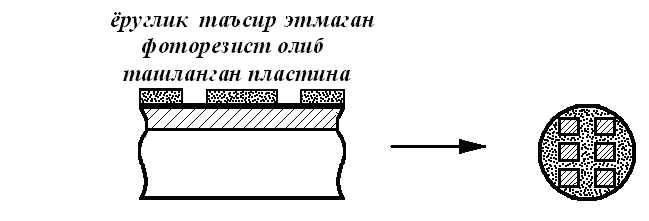 ёруглик таъсир этмаган
фоторезист олиб
ташланган пластина